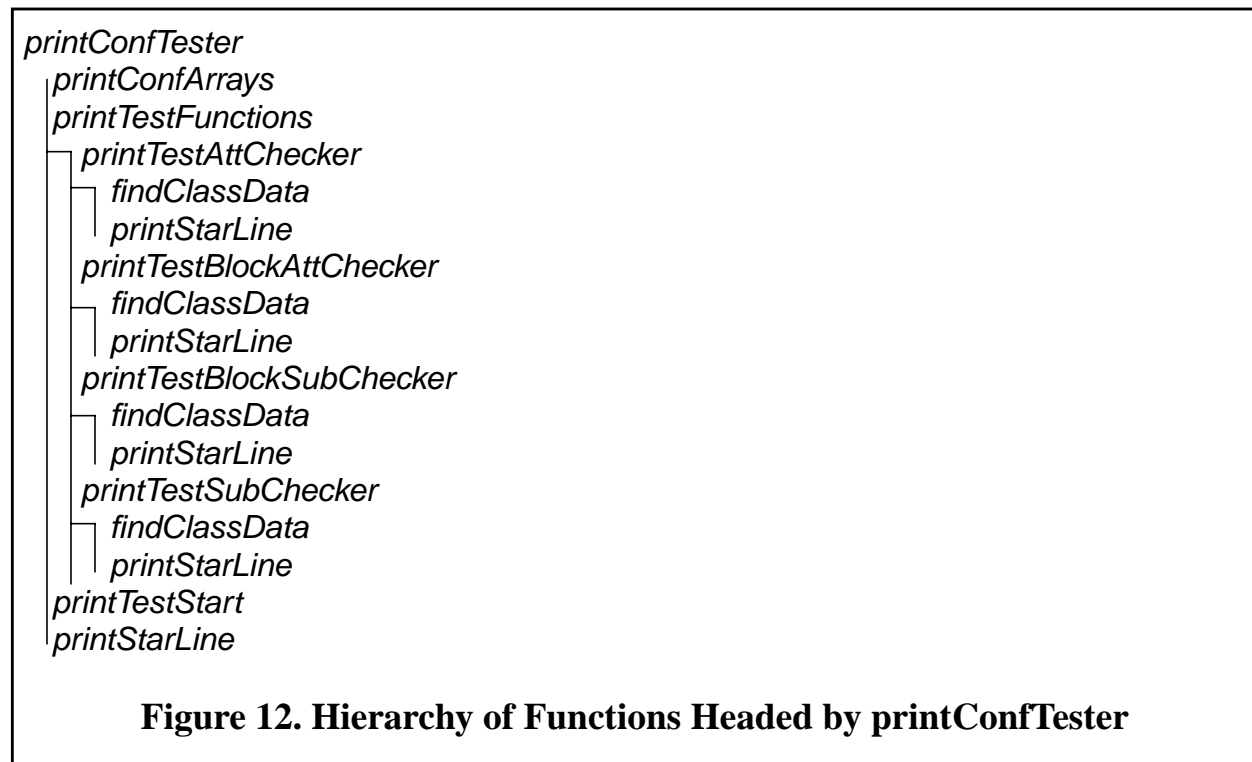 printConfTester
printConfArrays
printTestFunctions
printTestAttChecker
findClassData
printStarLine
printTestBlockAttChecker
findClassData
printStarLine
printTestBlockSubChecker
findClassData
printStarLine
printTestSubChecker
findClassData
printStarLine
printTestStart
printStarLine
Figure 12. Hierarchy of Functions Headed by printConfTester